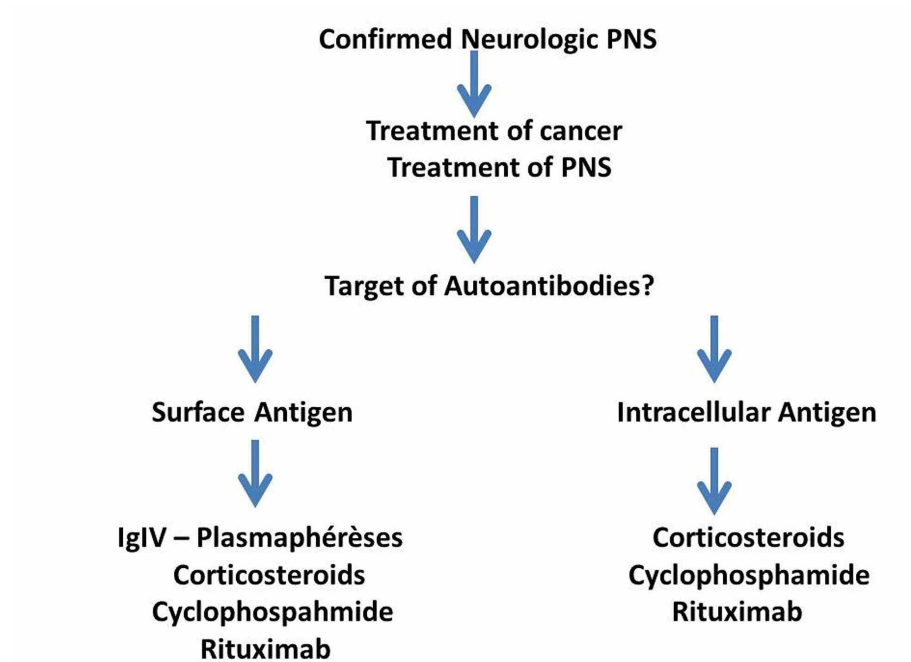 Confirmed Neurologic PNS
Treatment of cancer
Treatment of PNS
Target of Autoantibodies?
Surface Antigen
Intracellular Antigen
IgIV – Plasmaphérèses
Corticosteroids
Cyclophospahmide
Rituximab
Corticosteroids
Cyclophosphamide
Rituximab